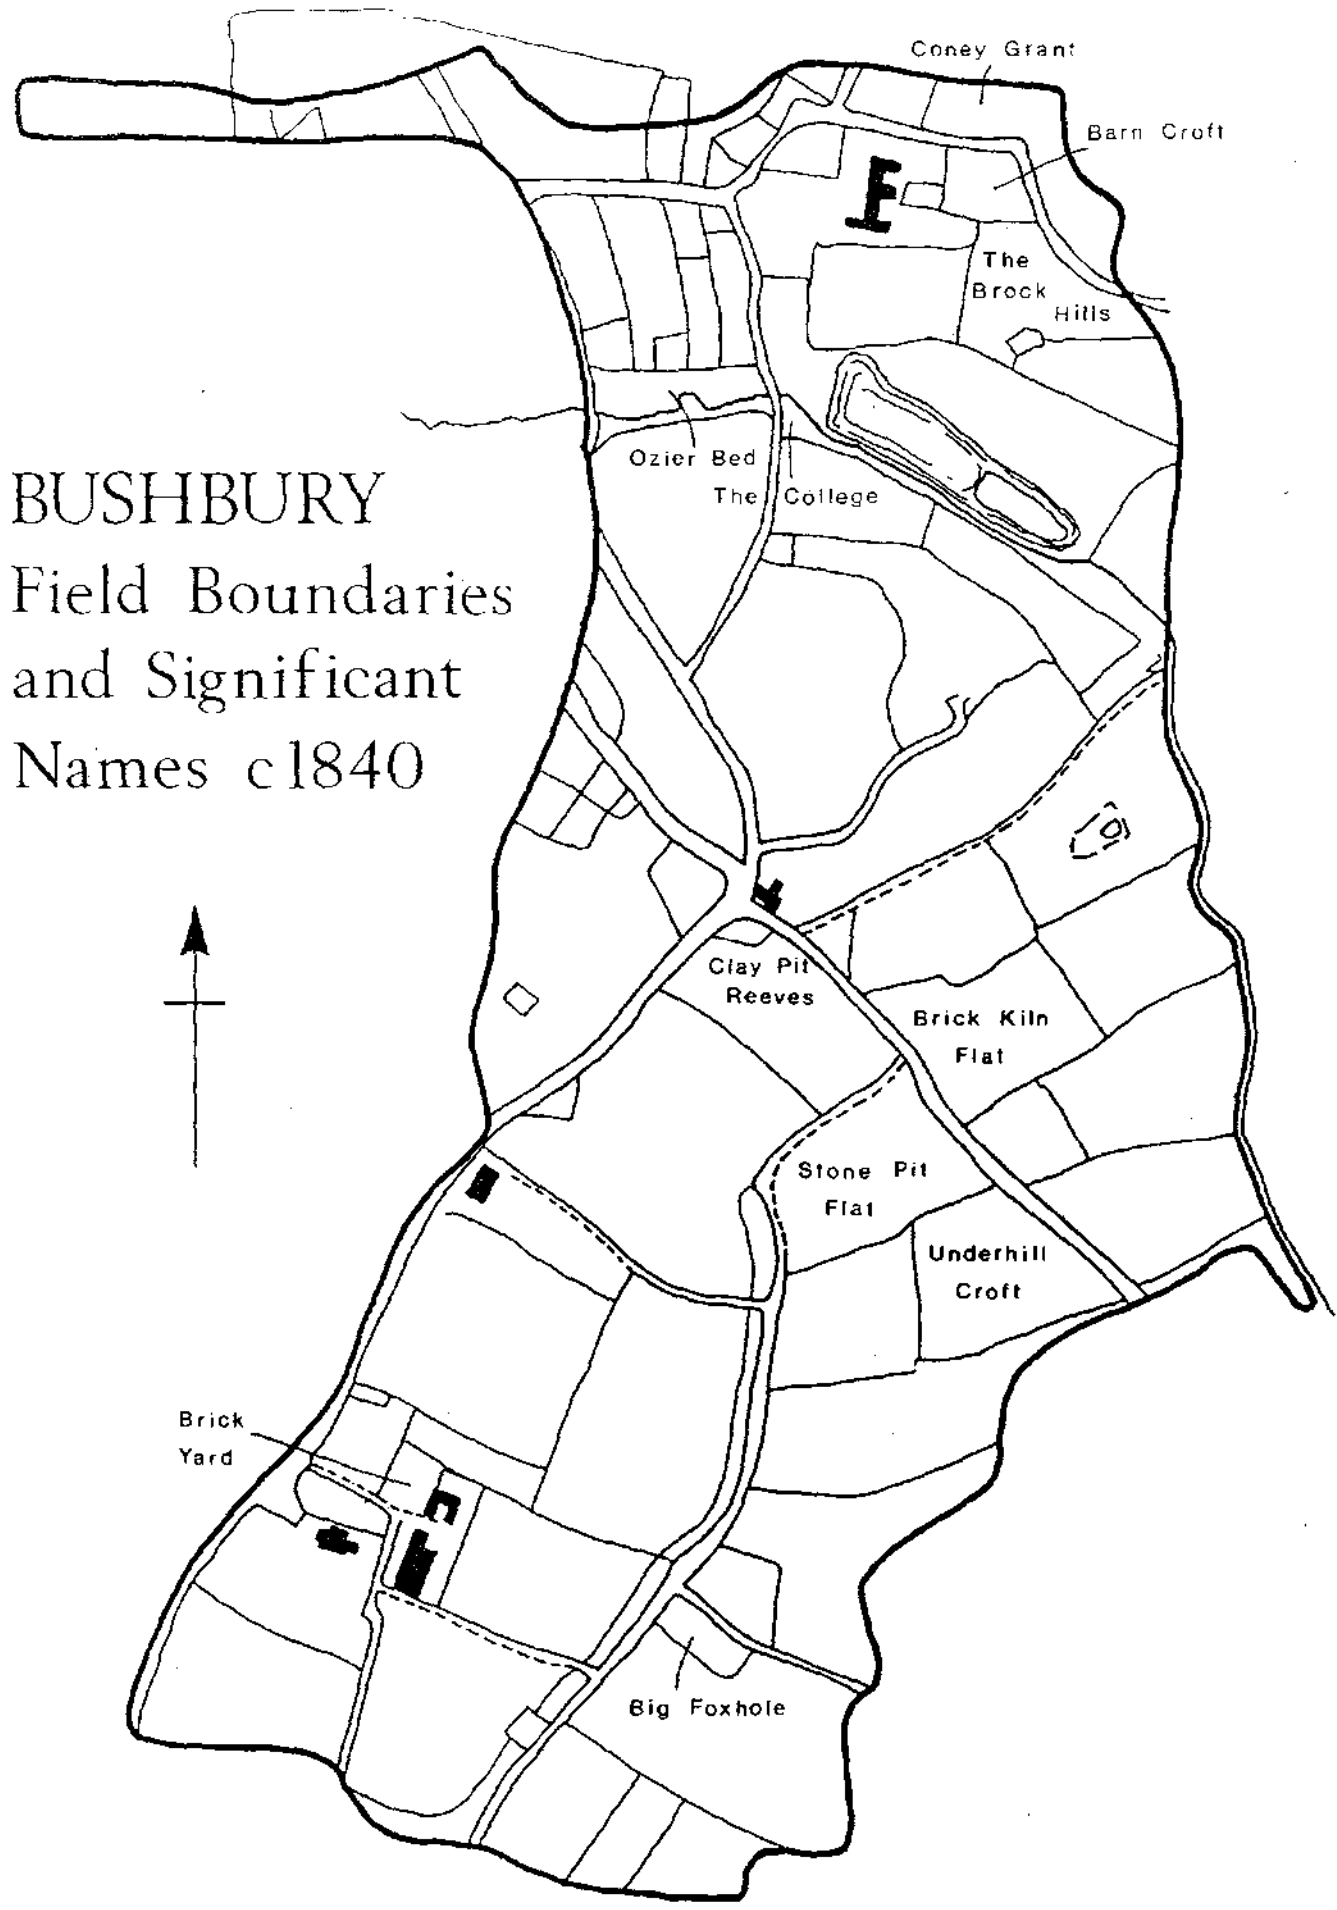 Coney Grant
Barn Croft
The
Brock
Hills
Ozier Bed
The College
BUSHBURY
Field Boundaries
and Significant
Names c1840
Clay Pit
Reeves
Brick Kiln
Flat
Stone Pit
Flat
Underhill
Croft
Brick
Yard
Big Foxhole